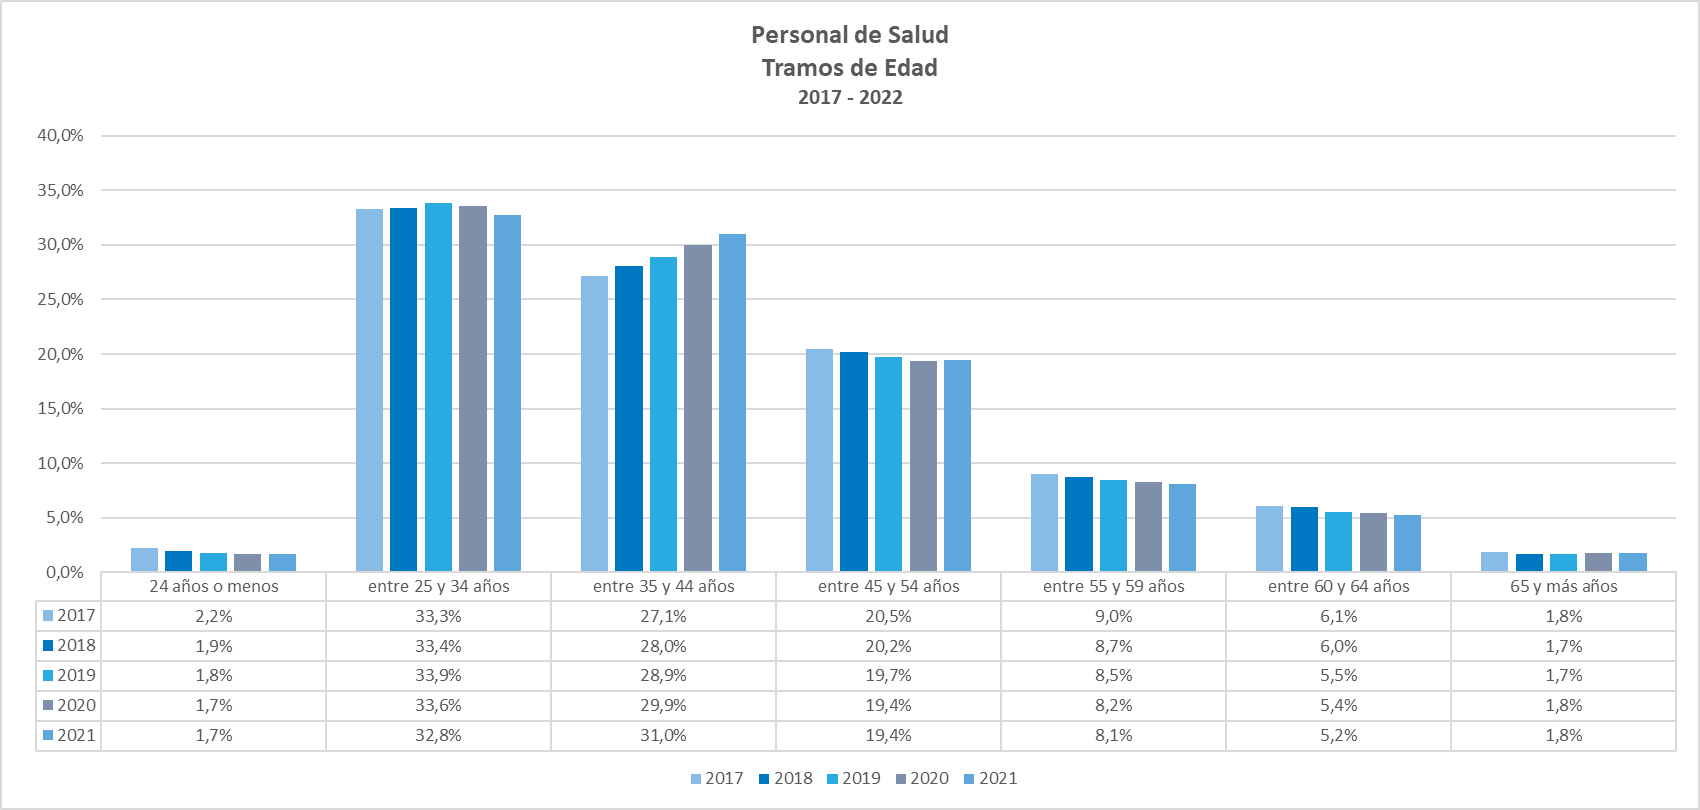 Personal de Salud
Tramos de Edad
2017 - 2022
40,0%
35,0%
30,0%
25,0%
20,0%
15,0%
10,0%
5,0%
0,0%
24 años o menos entre 25 y 34 años entre 35 y 44 años entre 45 y 54 años entre 55 y 59 años entre 60 y 64 años 65 y más años
2017 2,2% 33,3% 27,1% 20,5% 9,0% 6,1% 1,8%
2018 1,9% 33,4% 28,0% 20,2% 8,7% 6,0% 1,7%
2019 1,8% 33,9% 28,9% 19,7% 8,5% 5,5% 1,7%
2020 1,7% 33,6% 29,9% 19,4% 8,2% 5,4% 1,8%
2021 1,7% 32,8% 31,0% 19,4% 8,1% 5,2% 1,8%
2017 2018 2019 2020 2021